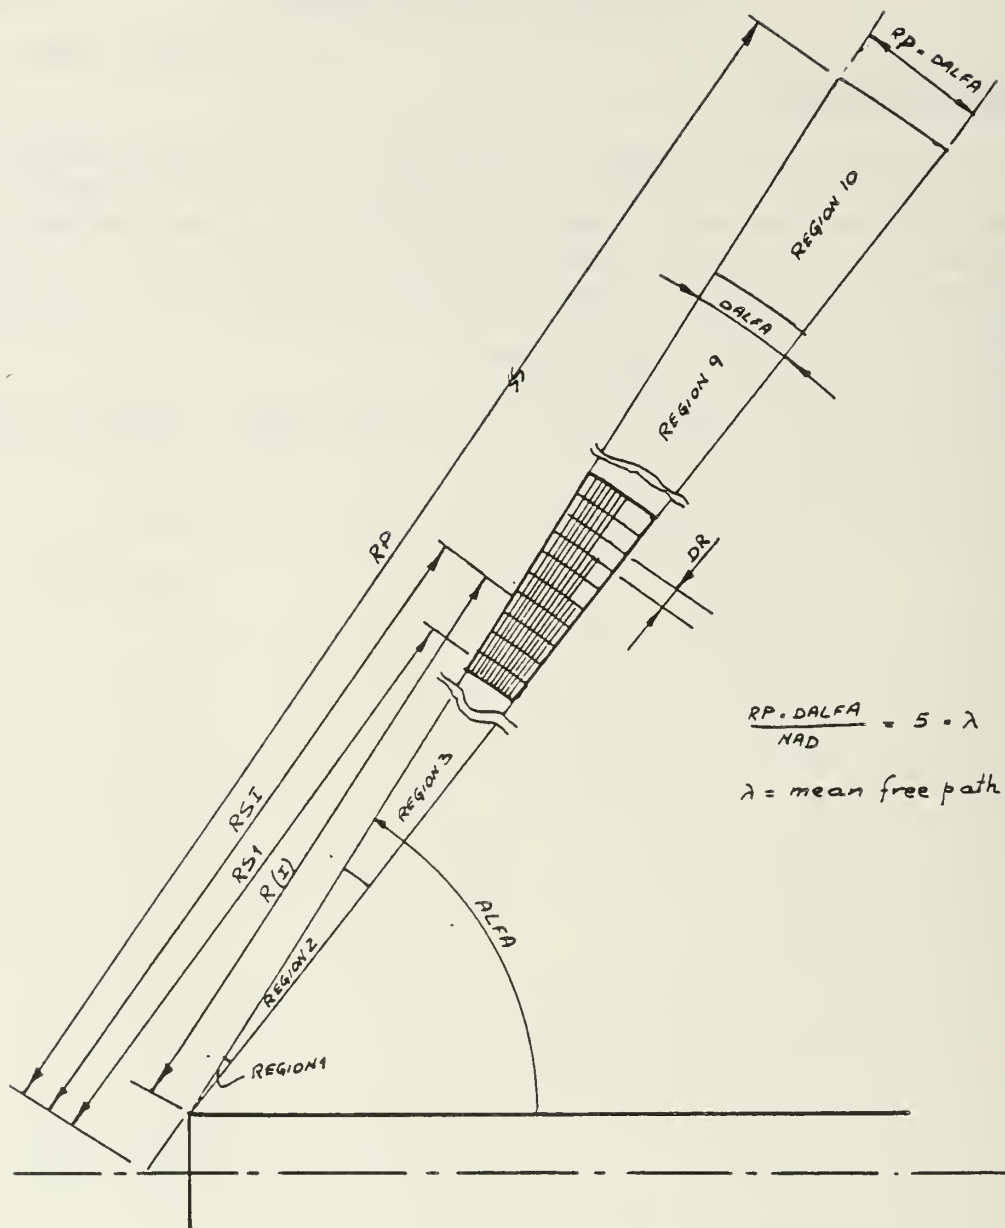 RP · DALFA
REGION 10
DALFA
REGION 9
RP
DR
RP · DALFA
NAD
= 5 · λ
λ = mean free path
RSI
RS1
R(I)
REGION 3
ALFA
REGION 2
REGION 1